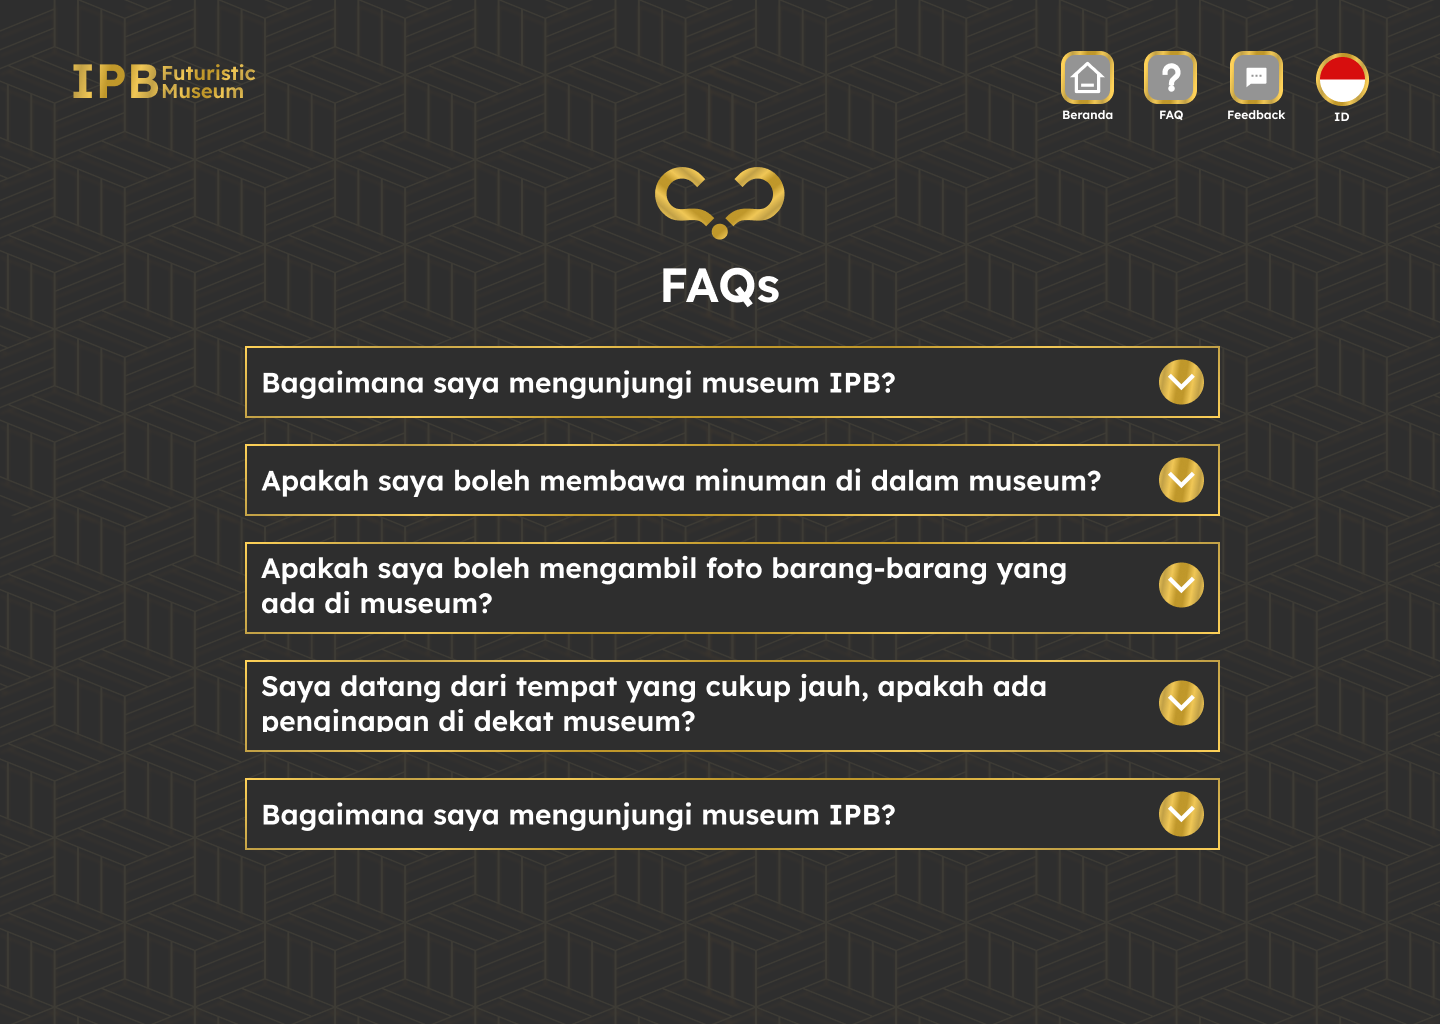 IPB
Futuristic
Museum
Beranda
FAQ
Feedback
ID
FAQs
Bagaimana saya mengunjungi museum IPB?
Apakah saya boleh membawa minuman di dalam museum?
Apakah saya boleh mengambil foto barang-barang yang
ada di museum?
Saya datang dari tempat yang cukup jauh, apakah ada
penginapan di dekat museum?
Bagaimana saya mengunjungi museum IPB?